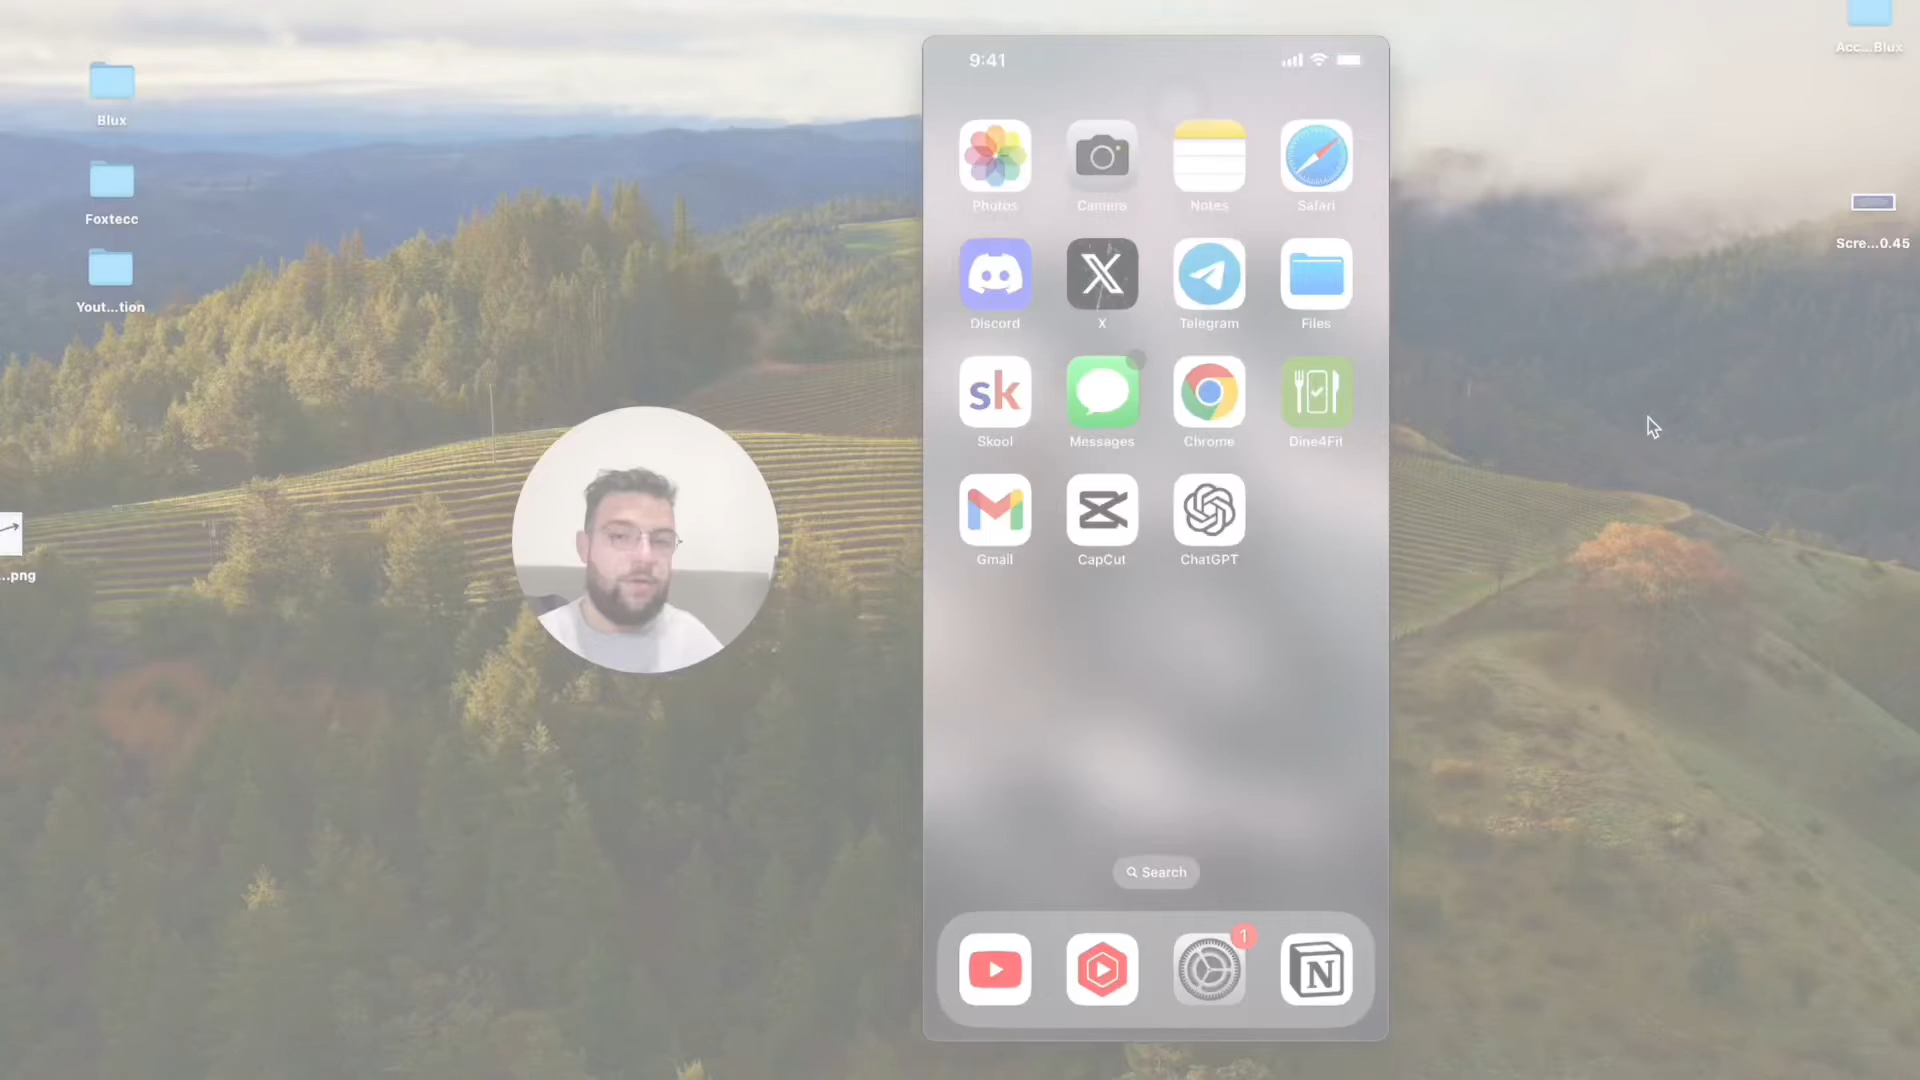 Blux
Foxtecc
Yout...tion
...png
9:41
Photos
Camera
Notes
Safari
Discord
X
Telegram
Files
sk
Skool
Messages
Chrome
Dine4Fit
Gmail
CapCut
ChatGPT
Search
1
N
Acc...Blux
Scre...0.45